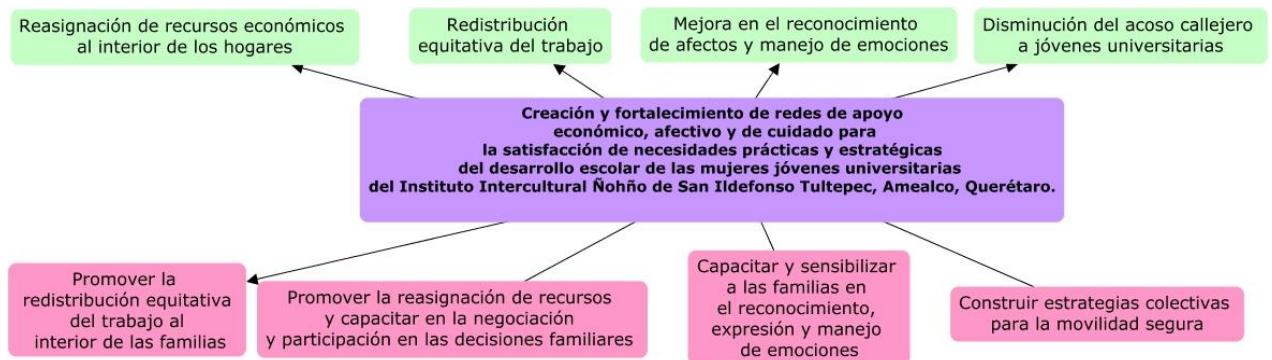 Reasignación de recursos económicos
al interior de los hogares
Redistribución
equitativa del trabajo
Mejora en el reconocimiento
de afectos y manejo de emociones
Disminución del acoso callejero
a jóvenes universitarias
Creación y fortalecimiento de redes de apoyo
económico, afectivo y de cuidado para
la satisfacción de necesidades prácticas y estratégicas
del desarrollo escolar de las mujeres jóvenes universitarias
del Instituto Intercultural Ñohño de San Ildefonso Tultepec, Amealco, Querétaro.
Promover la
redistribución equitativa
del trabajo al
interior de las familias
Promover la reasignación de recursos
y capacitar en la negociación
y participación en las decisiones familiares
Capacitar y sensibilizar
a las familias en
el reconocimiento,
expresión y manejo
de emociones
Construir estrategias colectivas
para la movilidad segura